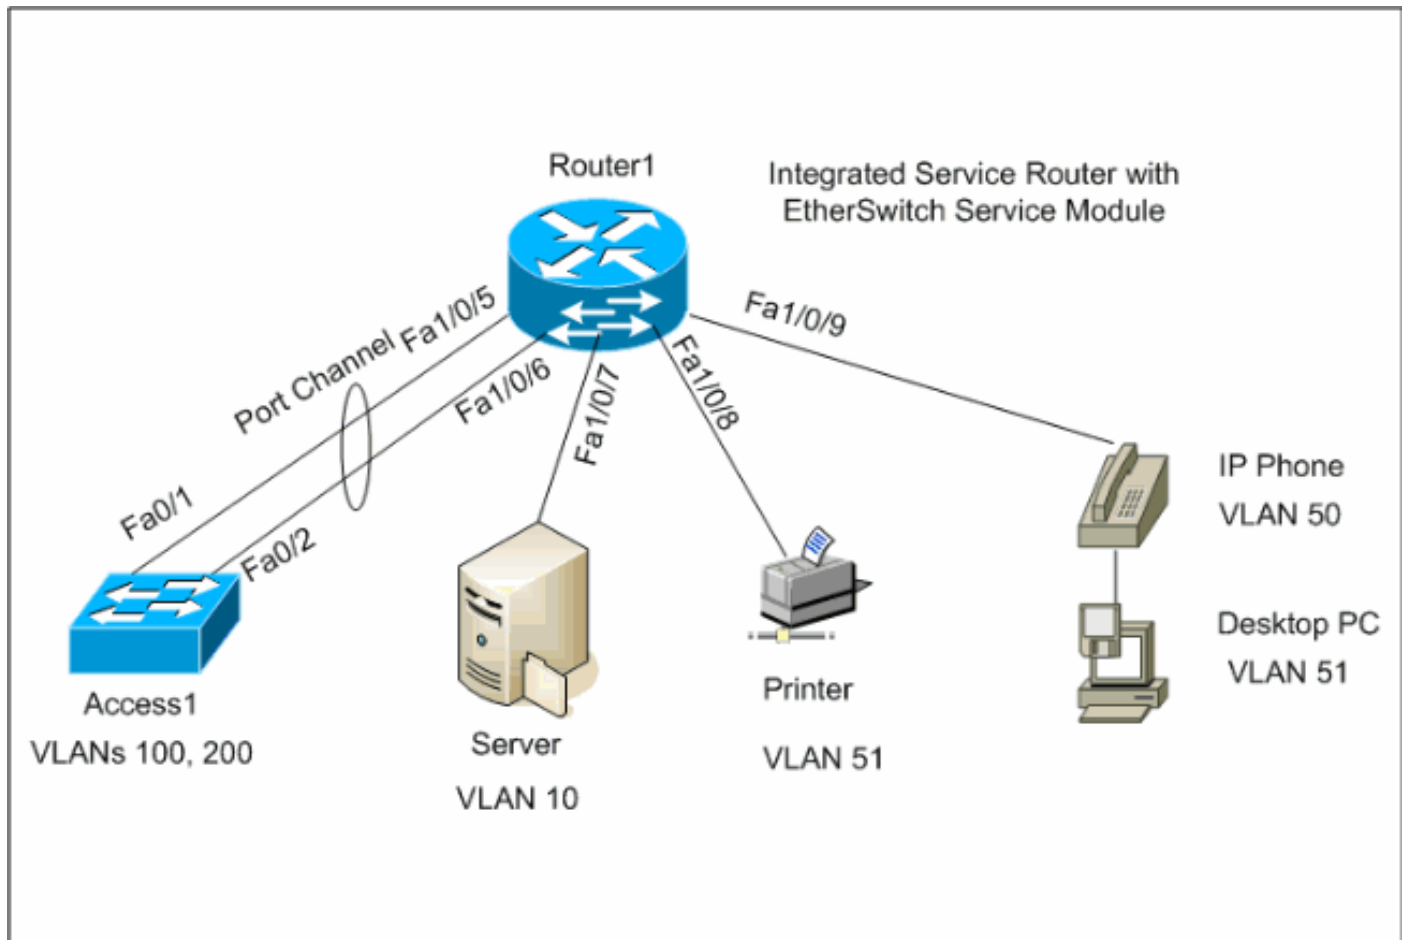 Router1
Integrated Service Router with
EtherSwitch Service Module
Port Channel
Fa1/0/5
Fa1/0/6
Fa1/0/7
Fa1/0/8
Fa1/0/9
Fa0/1
Fa0/2
IP Phone
VLAN 50
Desktop PC
VLAN 51
Access1
VLANs 100, 200
Server
VLAN 10
Printer
VLAN 51